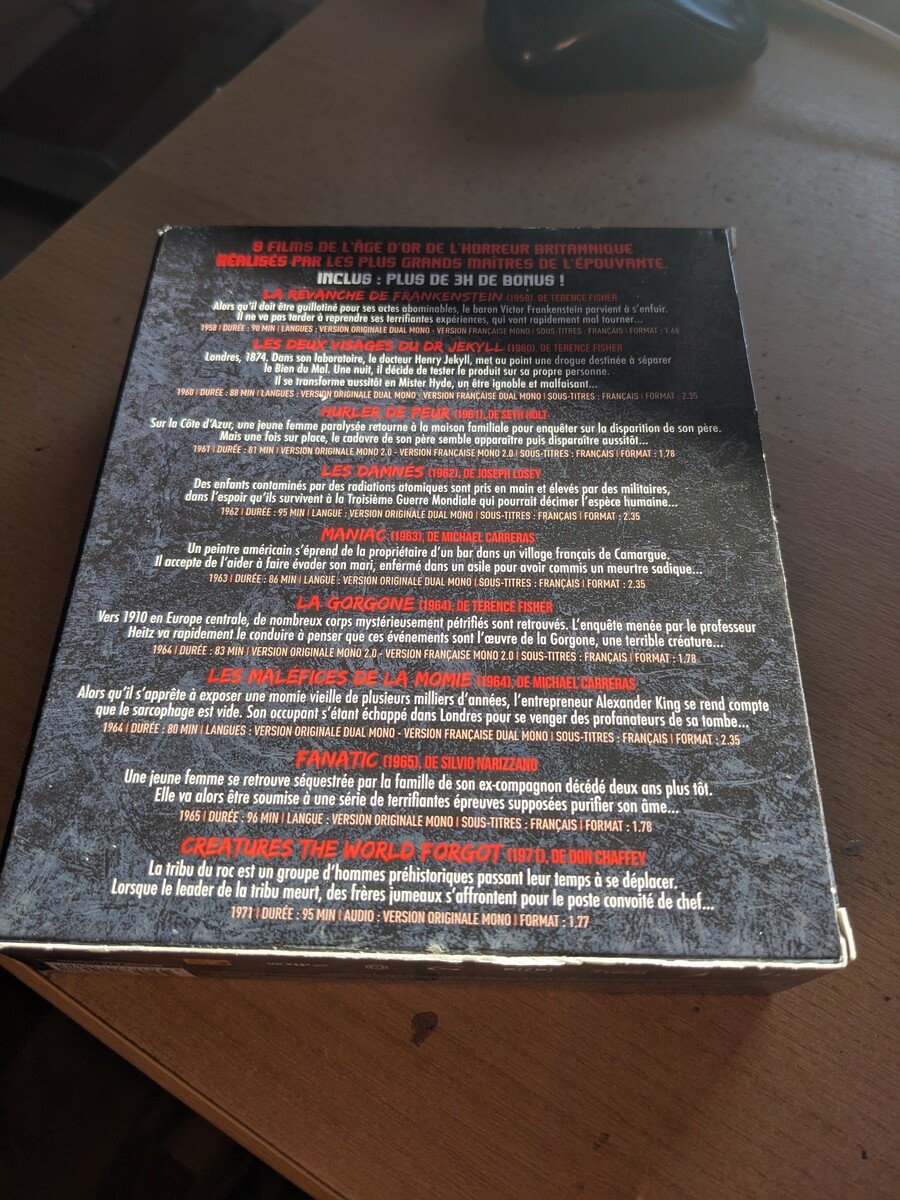 9 FILMS DE L'ÂGE D'OR DE L'HORREUR BRITANNIQUE
RÉALISÉS PAR LES PLUS GRANDS MAÎTRES DE L'ÉPOUVANTE.
INCLUS : PLUS DE 3H DE BONUS !
LA REVANCHE DE FRANKENSTEIN (1958), DE TERENCE FISHER
Alors qu'il doit être guillotiné pour ses actes abominables, le baron Victor Frankenstein parvient à s'enfuir.
Il ne va pas tarder à reprendre ses terrifiantes expériences, qui vont rapidement mal tourner...
1958 | DURÉE : 90 MIN | LANGUES : VERSION ORIGINALE DUAL MONO - VERSION FRANÇAISE MONO | SOUS-TITRES : FRANÇAIS | FORMAT : 1.66
LES DEUX VISAGES DU DR JEKYLL (1960), DE TERENCE FISHER
Londres, 1874. Dans son laboratoire, le docteur Henry Jekyll, met au point une drogue destinée à séparer
le Bien du Mal. Une nuit, il décide de tester le produit sur sa propre personne.
Il se transforme aussitôt en Mister Hyde, un être ignoble et malfaisant...
1960 | DURÉE : 88 MIN | LANGUES : VERSION ORIGINALE DUAL MONO - VERSION FRANÇAISE DUAL MONO | SOUS-TITRES : FRANÇAIS | FORMAT : 2.35
HURLER DE PEUR (1961), DE SETH HOLT
Sur la Côte d'Azur, une jeune femme paralysée retourne à la maison familiale pour enquêter sur la disparition de son père.
Mais une fois sur place, le cadavre de son père semble apparaître puis disparaître aussitôt...
1961 | DURÉE : 81 MIN | VERSION ORIGINALE MONO 2.0 - VERSION FRANÇAISE MONO 2.0 | SOUS-TITRES : FRANÇAIS | FORMAT : 1.78
LES DAMNÉS (1962), DE JOSEPH LOSEY
Des enfants contaminés par des radiations atomiques sont pris en main et élevés par des militaires,
dans l'espoir qu'ils survivent à la Troisième Guerre Mondiale qui pourrait décimer l'espèce humaine...
1962 | DURÉE : 95 MIN | LANGUE : VERSION ORIGINALE DUAL MONO | SOUS-TITRES : FRANÇAIS | FORMAT : 2.35
MANIAC (1963), DE MICHAEL CARRERAS
Un peintre américain s'éprend de la propriétaire d'un bar dans un village français de Camargue.
Il accepte de l'aider à faire évader son mari, enfermé dans un asile pour avoir commis un meurtre sadique...
1963 | DURÉE : 86 MIN | LANGUE : VERSION ORIGINALE DUAL MONO | SOUS-TITRES : FRANÇAIS | FORMAT : 2.35
LA GORGONE (1964), DE TERENCE FISHER
Vers 1910 en Europe centrale, de nombreux corps mystérieusement pétrifiés sont retrouvés. L'enquête menée par le professeur
Heitz va rapidement le conduire à penser que ces événements sont l'œuvre de la Gorgone, une terrible créature...
1964 | DURÉE : 83 MIN | VERSION ORIGINALE MONO 2.0- VERSION FRANÇAISE MONO 2.0 | SOUS-TITRES : FRANÇAIS | FORMAT : 1.78
LES MALÉFICES DE LA MOMIE (1964), DE MICHAEL CARRERAS
Alors qu'il s'apprête à exposer une momie vieille de plusieurs milliers d'années, l'entrepreneur Alexander King se rend compte
que le sarcophage est vide. Son occupant s'étant échappé dans Londres pour se venger des profanateurs de sa tombe...
1964 | DURÉE : 80 MIN | LANGUES : VERSION ORIGINALE DUAL MONO - VERSION FRANÇAISE DUAL MONO | SOUS-TITRES : FRANÇAIS | FORMAT : 2.35
FANATIC (1965), DE SILVIO NARIZZANO
Une jeune femme se retrouve séquestrée par la famille de son ex-compagnon décédé deux ans plus tôt.
Elle va alors être soumise à une série de terrifiantes épreuves supposées purifier son âme...
1965 | DURÉE : 96 MIN | LANGUE : VERSION ORIGINALE MONO | SOUS-TITRES : FRANÇAIS | FORMAT : 1.78
CREATURES THE WORLD FORGOT (1971), DE DON CHAFFEY
La tribu du roc est un groupe d'hommes préhistoriques passant leur temps à se déplacer.
Lorsque le leader de la tribu meurt, des frères jumeaux s'affrontent pour le poste convoité de chef...
1971 | DURÉE : 95 MIN | AUDIO : VERSION ORIGINALE MONO | FORMAT : 1.77